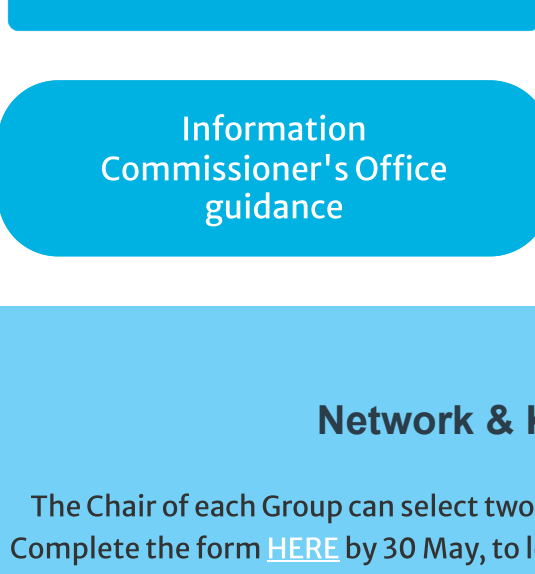 Information
Commissioner's Office
guidance
Network &
The Chair of each Group can select two
Complete the form HERE by 30 May, to